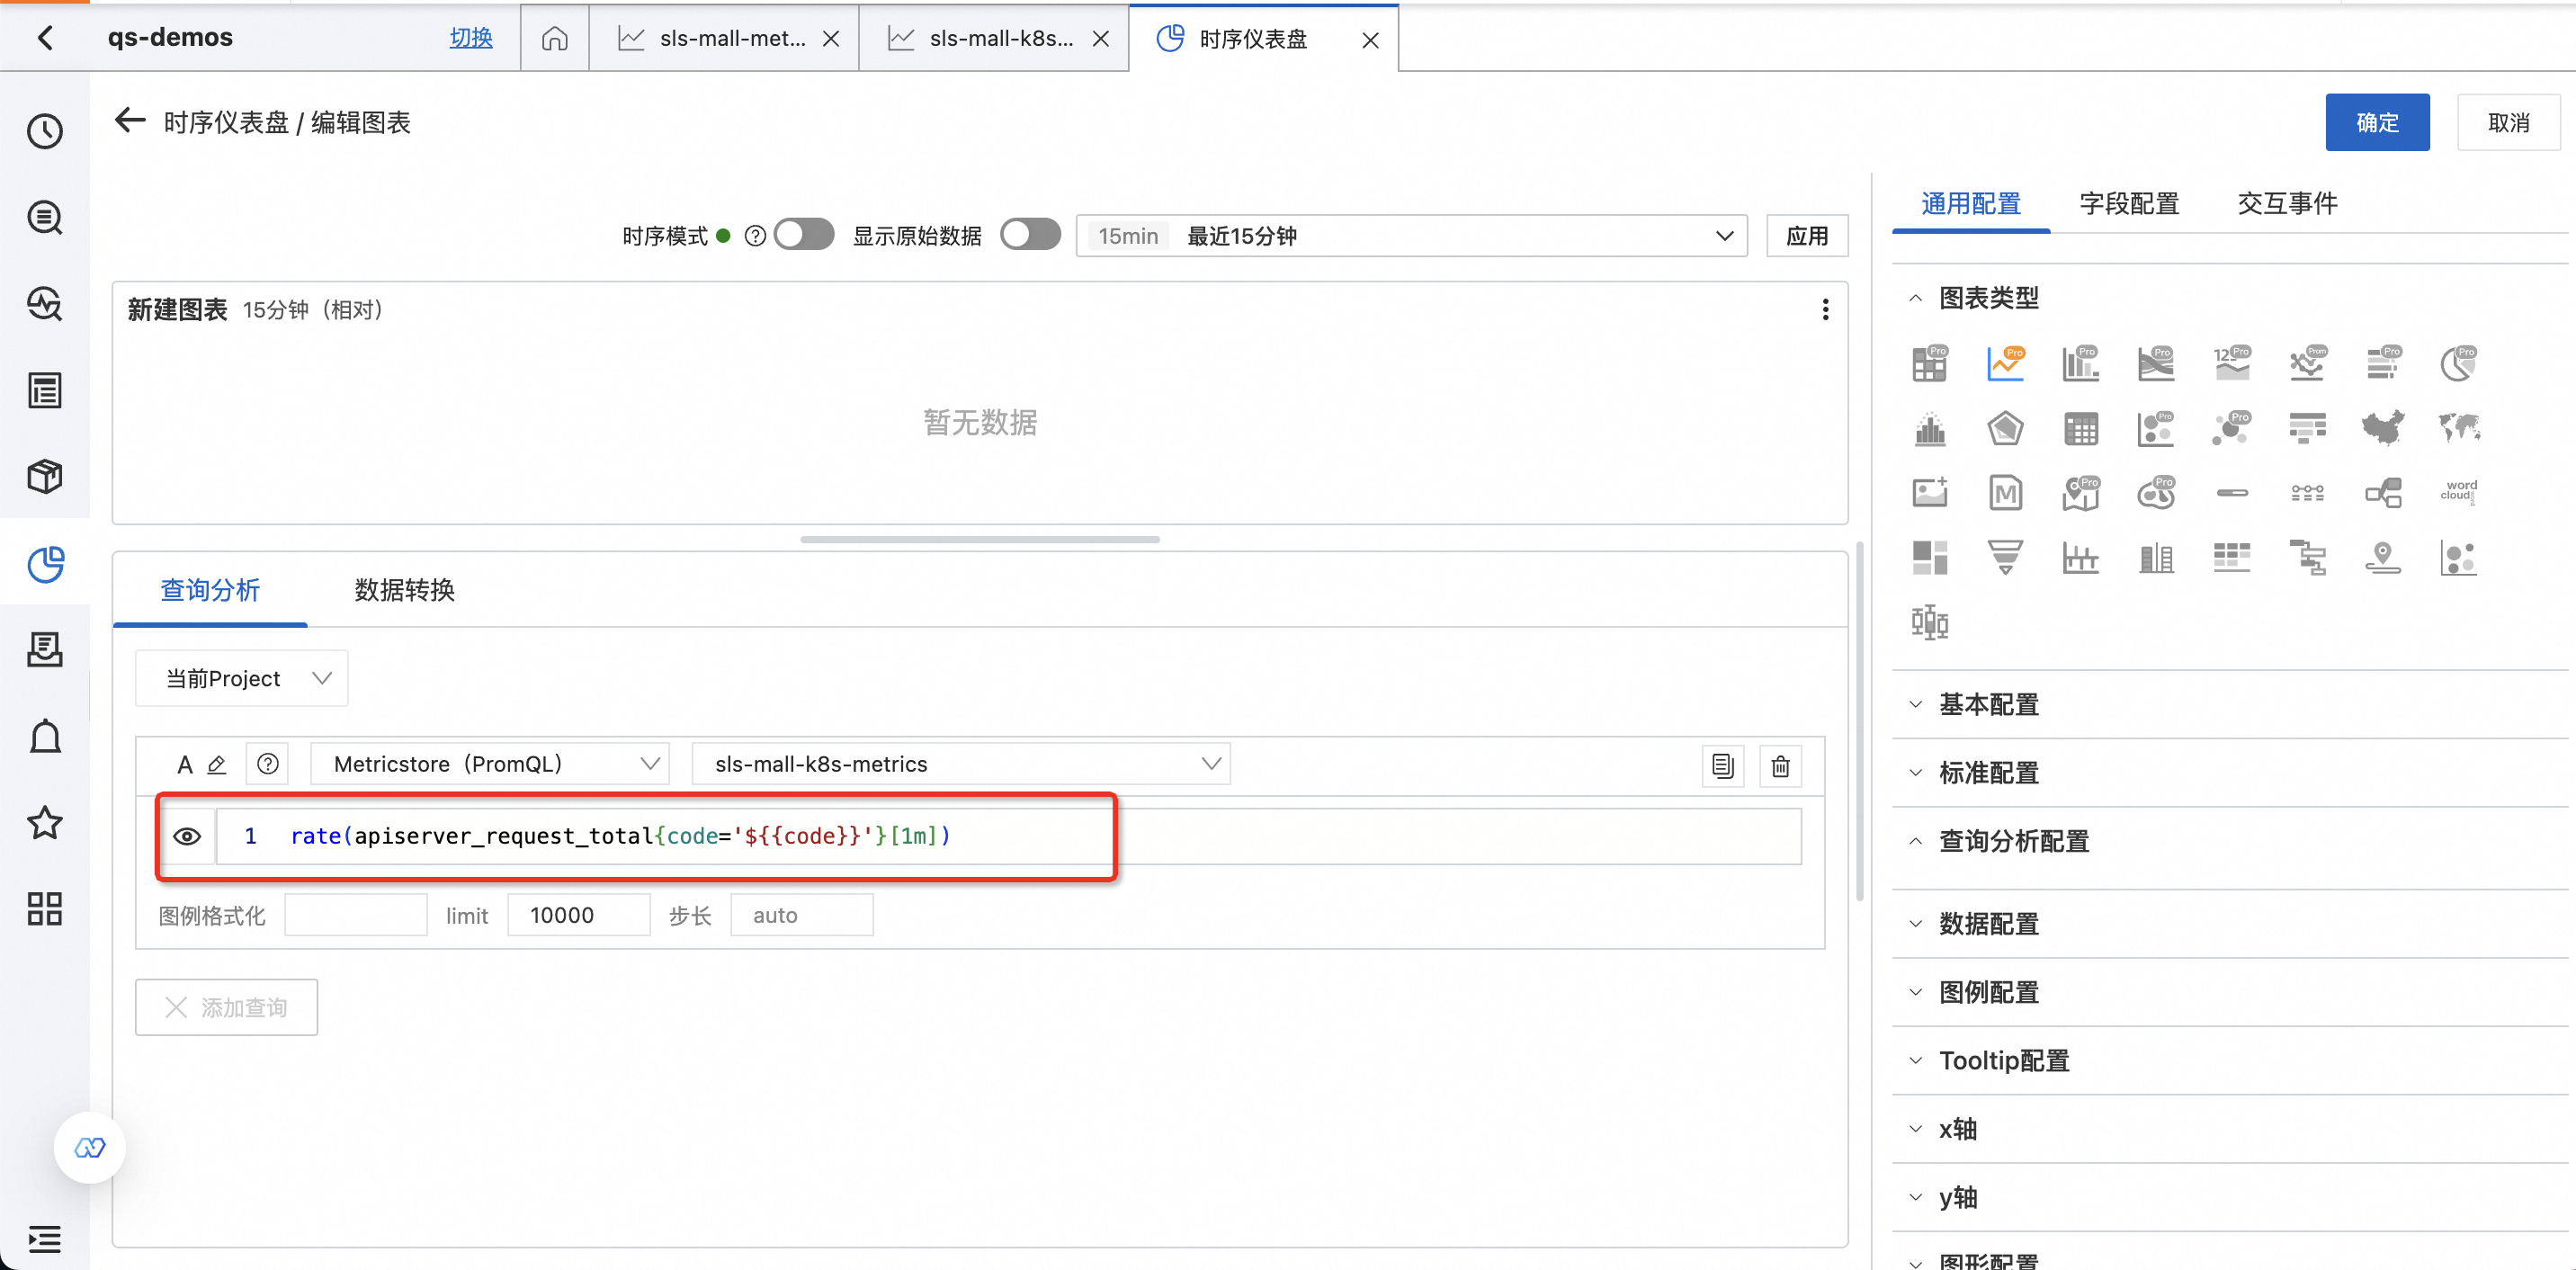 qs-demos 切换 sls-mall-met... sls-mall-k8s... 时序仪表盘
时序仪表盘 / 编辑图表 确定 取消
时序模式 显示原始数据 15min 最近15分钟 应用
新建图表 15分钟（相对）
暂无数据
查询分析 数据转换
当前Project
A Metricstore（PromQL） sls-mall-k8s-metrics
1 rate(apiserver_request_total{code='${{code}}'}[1m])
图例格式化 limit 10000 步长 auto
添加查询
通用配置 字段配置 交互事件
图表类型
Pro Pro Pro Pro 123 Pro Prom Pro Pro
Pro Pro
M Pro Pro word cloud
基本配置
标准配置
查询分析配置
数据配置
图例配置
Tooltip配置
x轴
y轴
图形配置